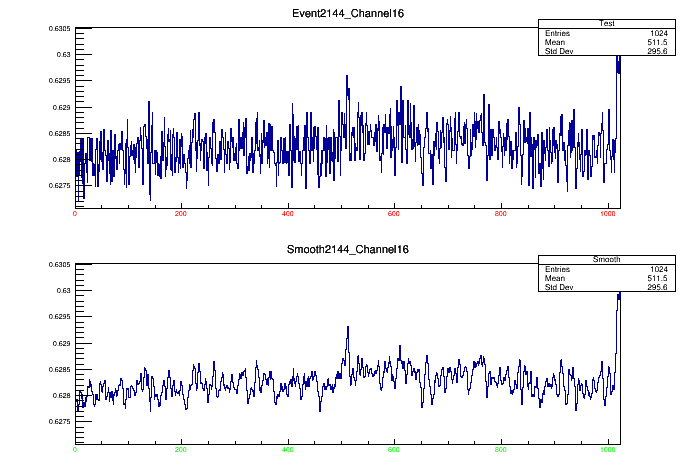 Event2144_Channel16
Test
Entries 1024
Mean 511.5
Std Dev 295.6
0.6305
0.63
0.6295
0.629
0.6285
0.628
0.6275
0 200 400 600 800 1000
Smooth2144_Channel16
Smooth
Entries 1024
Mean 511.5
Std Dev 295.6
0.6305
0.63
0.6295
0.629
0.6285
0.628
0.6275
0 200 400 600 800 1000